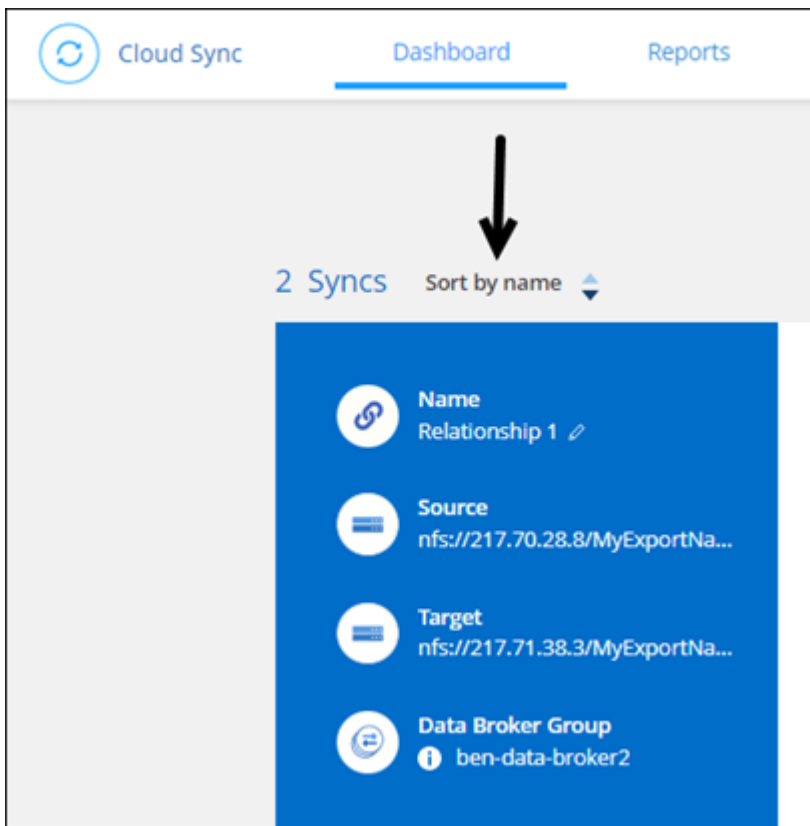 Cloud Sync Dashboard Reports
2 Syncs Sort by name
Name
Relationship 1
Source
nfs://217.70.28.8/MyExportNa...
Target
nfs://217.71.38.3/MyExportNa...
Data Broker Group
ben-data-broker2